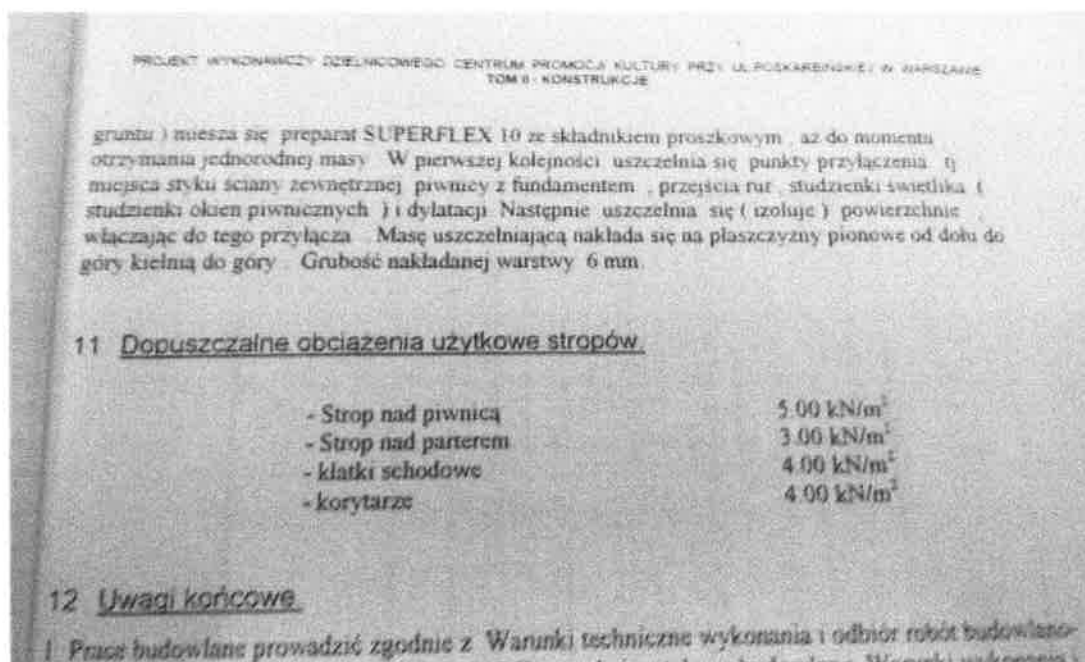 PROJEKT WYKONAWCZY DZIELNICOWEGO CENTRUM PROMOCJA KULTURY PRZY UL.PODSKARBIŃSKIEJ W WARSZAWIE
TOM II - KONSTRUKCJE
gruntu ) miesza się preparat SUPERFLEX 10 ze składnikiem proszkowym , aż do momentu
otrzymania jednorodnej masy . W pierwszej kolejności uszczelnia się punkty przyłączenia tj
miejsca styku ściany zewnętrznej piwnicy z fundamentem , przejścia rur , studzienki świetlika (
studzienki okien piwnicznych ) i dylatacji Następnie uszczelnia się ( izoluje ) powierzchnie ,
włączając do tego przyłącza . Masę uszczelniającą nakłada się na płaszczyzny pionowe od dołu do
góry kielnią do góry . Grubość nakładanej warstwy 6 mm.
11 Dopuszczalne obciążenia użytkowe stropów.
- Strop nad piwnicą 5.00 kN/m²
- Strop nad parterem 3.00 kN/m²
- klatki schodowe 4.00 kN/m²
- korytarze 4.00 kN/m²
12 Uwagi końcowe.
1. Prace budowlane prowadzić zgodnie z Warunki techniczne wykonania i odbiór robót budowlano-